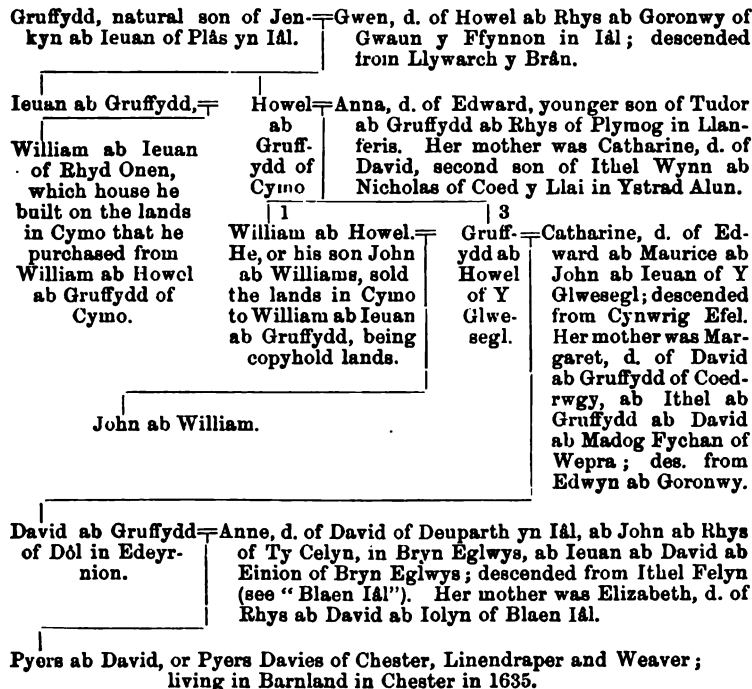 Gruffydd, natural son of Jen-=Gwen, d. of Howel ab Rhys ab Goronwy of
kyn ab Ieuan of Plâs yn Iâl. Gwaun y Ffynnon in Iâl; descended
from Llywarch y Brân.
Ieuan ab Gruffydd,=
William ab Ieuan
of Rhyd Onen,
which house he
built on the lands
in Cymo that he
purchased from
William ab Howel
ab Gruffydd of
Cymo.
Howel=Anna, d. of Edward, younger son of Tudor
ab ab Gruffydd ab Rhys of Plymog in Llan-
Gruff- feris. Her mother was Catharine, d. of
ydd of David, second son of Ithel Wynn ab
Cymo Nicholas of Coed y Llai in Ystrad Alun.
1
William ab Howel.=
He, or his son John
ab Williams, sold
the lands in Cymo
to William ab Ieuan
ab Gruffydd, being
copyhold lands.
3
Gruff-=Catharine, d. of Ed-
ydd ab ward ab Maurice ab
Howel John ab Ieuan of Y
of Y Glwesegl; descended
Glwe- from Cynwrig Efel.
segl. Her mother was Mar-
garet, d. of David
ab Gruffydd of Coed-
rwgy, ab Ithel ab
Gruffydd ab David
ab Madog Fychan of
Wepra; des. from
Edwyn ab Goronwy.
John ab William.
David ab Gruffydd=Anne, d. of David of Deuparth yn Iâl, ab John ab Rhys
of Dôl in Edeyr- of Ty Celyn, in Bryn Eglwys, ab Ieuan ab David ab
nion. Einion of Bryn Eglwys; descended from Ithel Felyn
(see "Blaen Iâl"). Her mother was Elizabeth, d. of
Rhys ab David ab Iolyn of Blaen Iâl.
Pyers ab David, or Pyers Davies of Chester, Linendraper and Weaver;
living in Barnland in Chester in 1635.